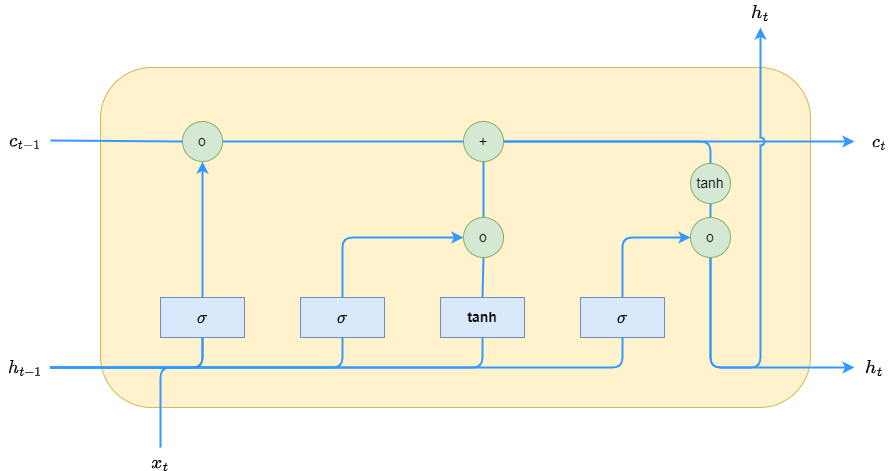 h_t
c_{t-1}
o
+
c_t
tanh
o
o
σ
σ
tanh
σ
h_{t-1}
h_t
x_t